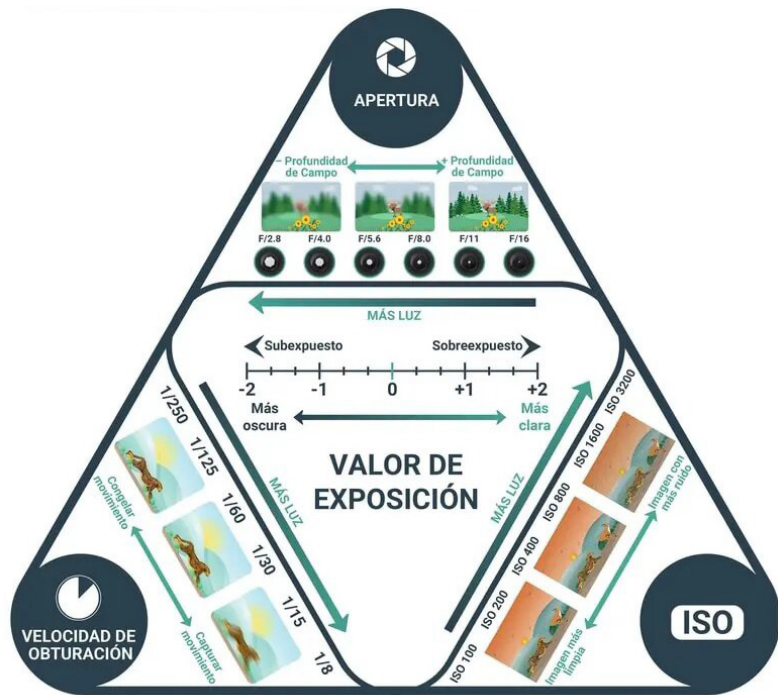 APERTURA
– Profundidad
de Campo
+ Profundidad
de Campo
F/2.8
F/4.0
F/5.6
F/8.0
F/11
F/16
MÁS LUZ
Subexpuesto
Sobreexpuesto
-2
-1
0
+1
+2
Más
oscura
Más
clara
VALOR DE
EXPOSICIÓN
1/250
1/125
1/60
1/30
1/15
1/8
Congelar
movimiento
Capturar
movimiento
MÁS LUZ
VELOCIDAD DE
OBTURACIÓN
MÁS LUZ
ISO 3200
ISO 1600
ISO 800
ISO 400
ISO 200
ISO 100
Imagen con
más ruído
Imagen más
limpia
ISO